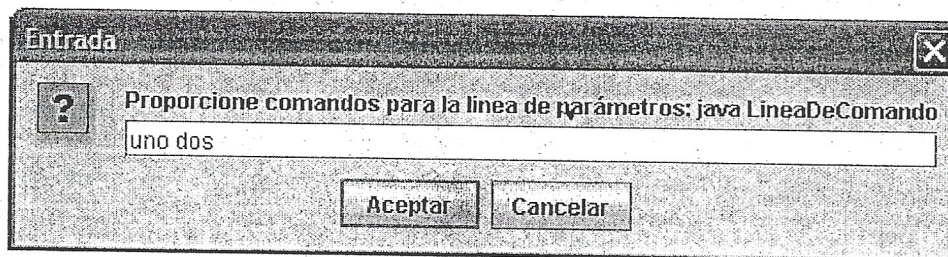 Entrada
Proporcione comandos para la linea de parámetros: java LineaDeComando
uno dos
Aceptar
Cancelar